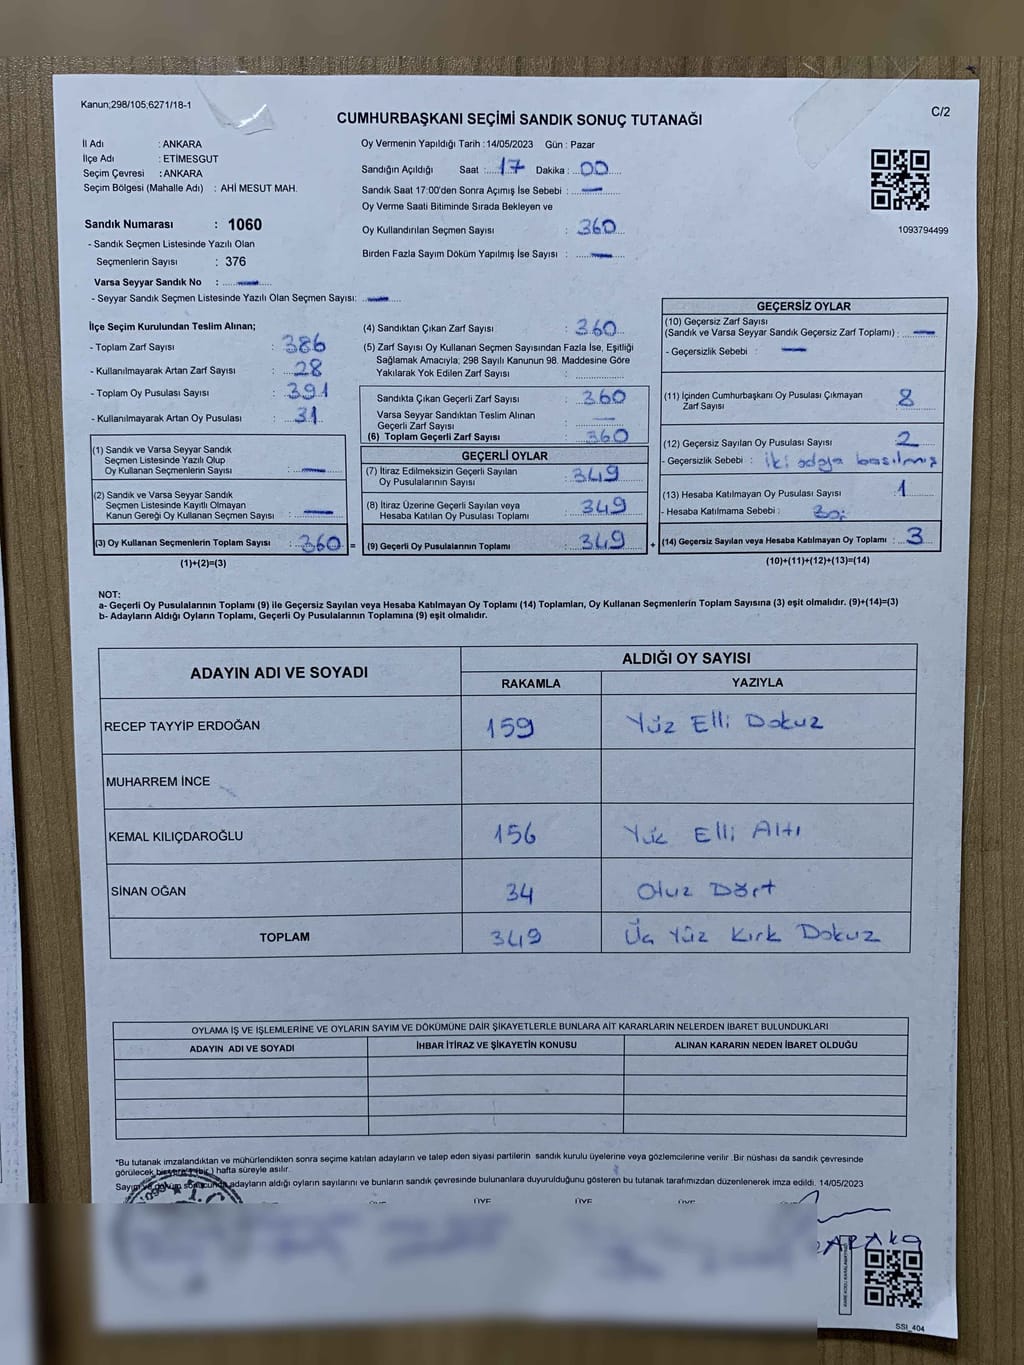 Kanun;298/105,6271/18-1
C/2
CUMHURBAŞKANI SEÇİMİ SANDIK SONUÇ TUTANAĞI
İl Adı : ANKARA
İlçe Adı : ETİMESGUT
Seçim Çevresi : ANKARA
Seçim Bölgesi (Mahalle Adı) : AHİ MESUT MAH.
Oy Vermenin Yapıldığı Tarih : 14/05/2023 Gün : Pazar
Sandığın Açıldığı Saat : 17 Dakika : 00
Sandık Saat 17:00'den Sonra Açımış İse Sebebi : —
Oy Verme Saati Bitiminde Sırada Bekleyen ve
Oy Kullandırılan Seçmen Sayısı : 360
Birden Fazla Sayım Döküm Yapılmış İse Sayısı : —
1093794499
Sandık Numarası : 1060
- Sandık Seçmen Listesinde Yazılı Olan
Seçmenlerin Sayısı : 376
Varsa Seyyar Sandık No : —
- Seyyar Sandık Seçmen Listesinde Yazılı Olan Seçmen Sayısı: —
İlçe Seçim Kurulundan Teslim Alınan;
- Toplam Zarf Sayısı : 386
- Kullanılmayarak Artan Zarf Sayısı : 28
- Toplam Oy Pusulası Sayısı : 391
- Kullanılmayarak Artan Oy Pusulası : 31
(1) Sandık ve Varsa Seyyar Sandık
Seçmen Listesinde Yazılı Olup
Oy Kullanan Seçmenlerin Sayısı : —
(2) Sandık ve Varsa Seyyar Sandık
Seçmen Listesinde Kayıtlı Olmayan
Kanun Gereği Oy Kullanan Seçmen Sayısı : —
(3) Oy Kullanan Seçmenlerin Toplam Sayısı : 360 =
(1)+(2)=(3)
(4) Sandıktan Çıkan Zarf Sayısı : 360
(5) Zarf Sayısı Oy Kullanan Seçmen Sayısından Fazla İse, Eşitliği
Sağlamak Amacıyla; 298 Sayılı Kanunun 98. Maddesine Göre
Yakılarak Yok Edilen Zarf Sayısı :
Sandıkta Çıkan Geçerli Zarf Sayısı : 360
Varsa Seyyar Sandıktan Teslim Alınan
Geçerli Zarf Sayısı : —
(6) Toplam Geçerli Zarf Sayısı : 360
GEÇERLİ OYLAR
(7) İtiraz Edilmeksizin Geçerli Sayılan
Oy Pusulalarının Sayısı : 349
(8) İtiraz Üzerine Geçerli Sayılan veya
Hesaba Katılan Oy Pusulası Toplamı : 349
(9) Geçerli Oy Pusulalarının Toplamı : 349 +
GEÇERSİZ OYLAR
(10) Geçersiz Zarf Sayısı
(Sandık ve Varsa Seyyar Sandık Geçersiz Zarf Toplamı) : —
- Geçersizlik Sebebi : —
(11) İçinden Cumhurbaşkanı Oy Pusulası Çıkmayan
Zarf Sayısı : 8
(12) Geçersiz Sayılan Oy Pusulası Sayısı : 2
- Geçersizlik Sebebi : iki adaya basılmış
(13) Hesaba Katılmayan Oy Pusulası Sayısı : 1
- Hesaba Katılmama Sebebi :
(14) Geçersiz Sayılan veya Hesaba Katılmayan Oy Toplamı : 3
(10)+(11)+(12)+(13)=(14)
NOT:
a- Geçerli Oy Pusulalarının Toplamı (9) ile Geçersiz Sayılan veya Hesaba Katılmayan Oy Toplamı (14) Toplamları, Oy Kullanan Seçmenlerin Toplam Sayısına (3) eşit olmalıdır. (9)+(14)=(3)
b- Adayların Aldığı Oyların Toplamı, Geçerli Oy Pusulalarının Toplamına (9) eşit olmalıdır.
ADAYIN ADI VE SOYADI
ALDIĞI OY SAYISI
RAKAMLA YAZIYLA
RECEP TAYYİP ERDOĞAN 159 Yüz Elli Dokuz
MUHARREM İNCE
KEMAL KILIÇDAROĞLU 156 Yüz Elli Altı
SİNAN OĞAN 34 Otuz Dört
TOPLAM 349 Üç Yüz Kırk Dokuz
OYLAMA İŞ VE İŞLEMLERİNE VE OYLARIN SAYIM VE DÖKÜMÜNE DAİR ŞİKAYETLERLE BUNLARA AİT KARARLARIN NELERDEN İBARET BULUNDUKLARI
ADAYIN ADI VE SOYADI İHBAR İTİRAZ VE ŞİKAYETİN KONUSU ALINAN KARARIN NEDEN İBARET OLDUĞU
*Bu tutanak imzalandıktan ve mühürlendikten sonra seçime katılan adayların ve talep eden siyasi partilerin sandık kurulu üyelerine veya gözlemcilerine verilir .Bir nüshası da sandık çevresinde
görülecek bir yere 1 (bir ) hafta süreyle asılır.
Sayım ve döküm sonucunda adayların aldığı oyların sayılarını ve bunların sandık çevresinde bulunanlara duyurulduğunu gösteren bu tutanak tarafımızdan düzenlenerek imza edildi. 14/05/2023
ÜYE ÜYE ÜYE
SSI_404